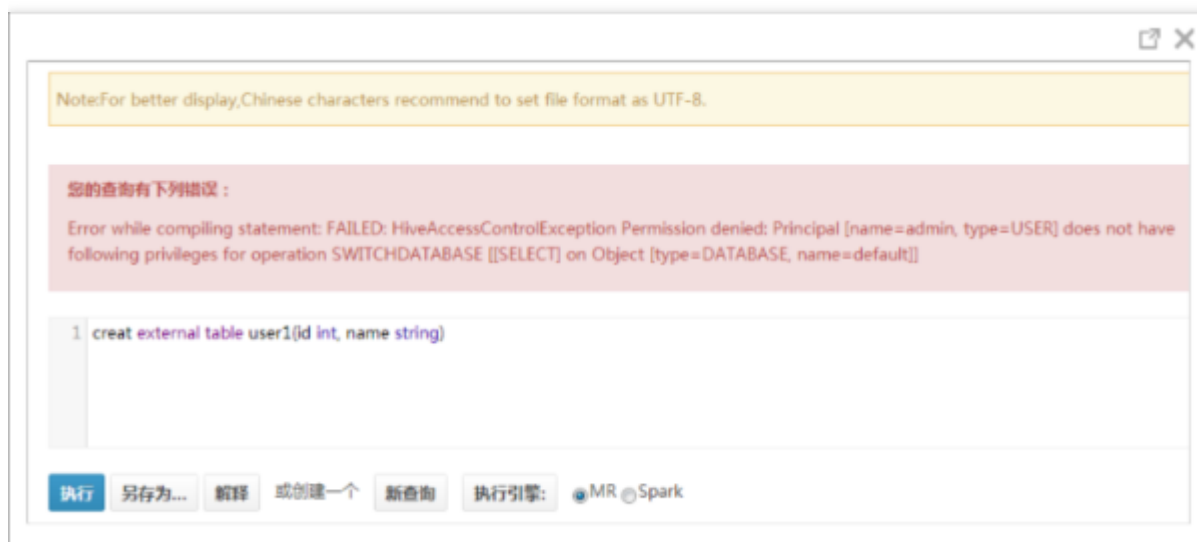 Note:For better display,Chinese characters recommend to set file format as UTF-8.
您的查询有下列错误：
Error while compiling statement: FAILED: HiveAccessControlException Permission denied: Principal [name=admin, type=USER] does not have
following privileges for operation SWITCHDATABASE [[SELECT] on Object [type=DATABASE, name=default]]
1 creat external table user1(id int, name string)
执行 另存为... 解释 或创建一个 新查询 执行引擎: MR Spark